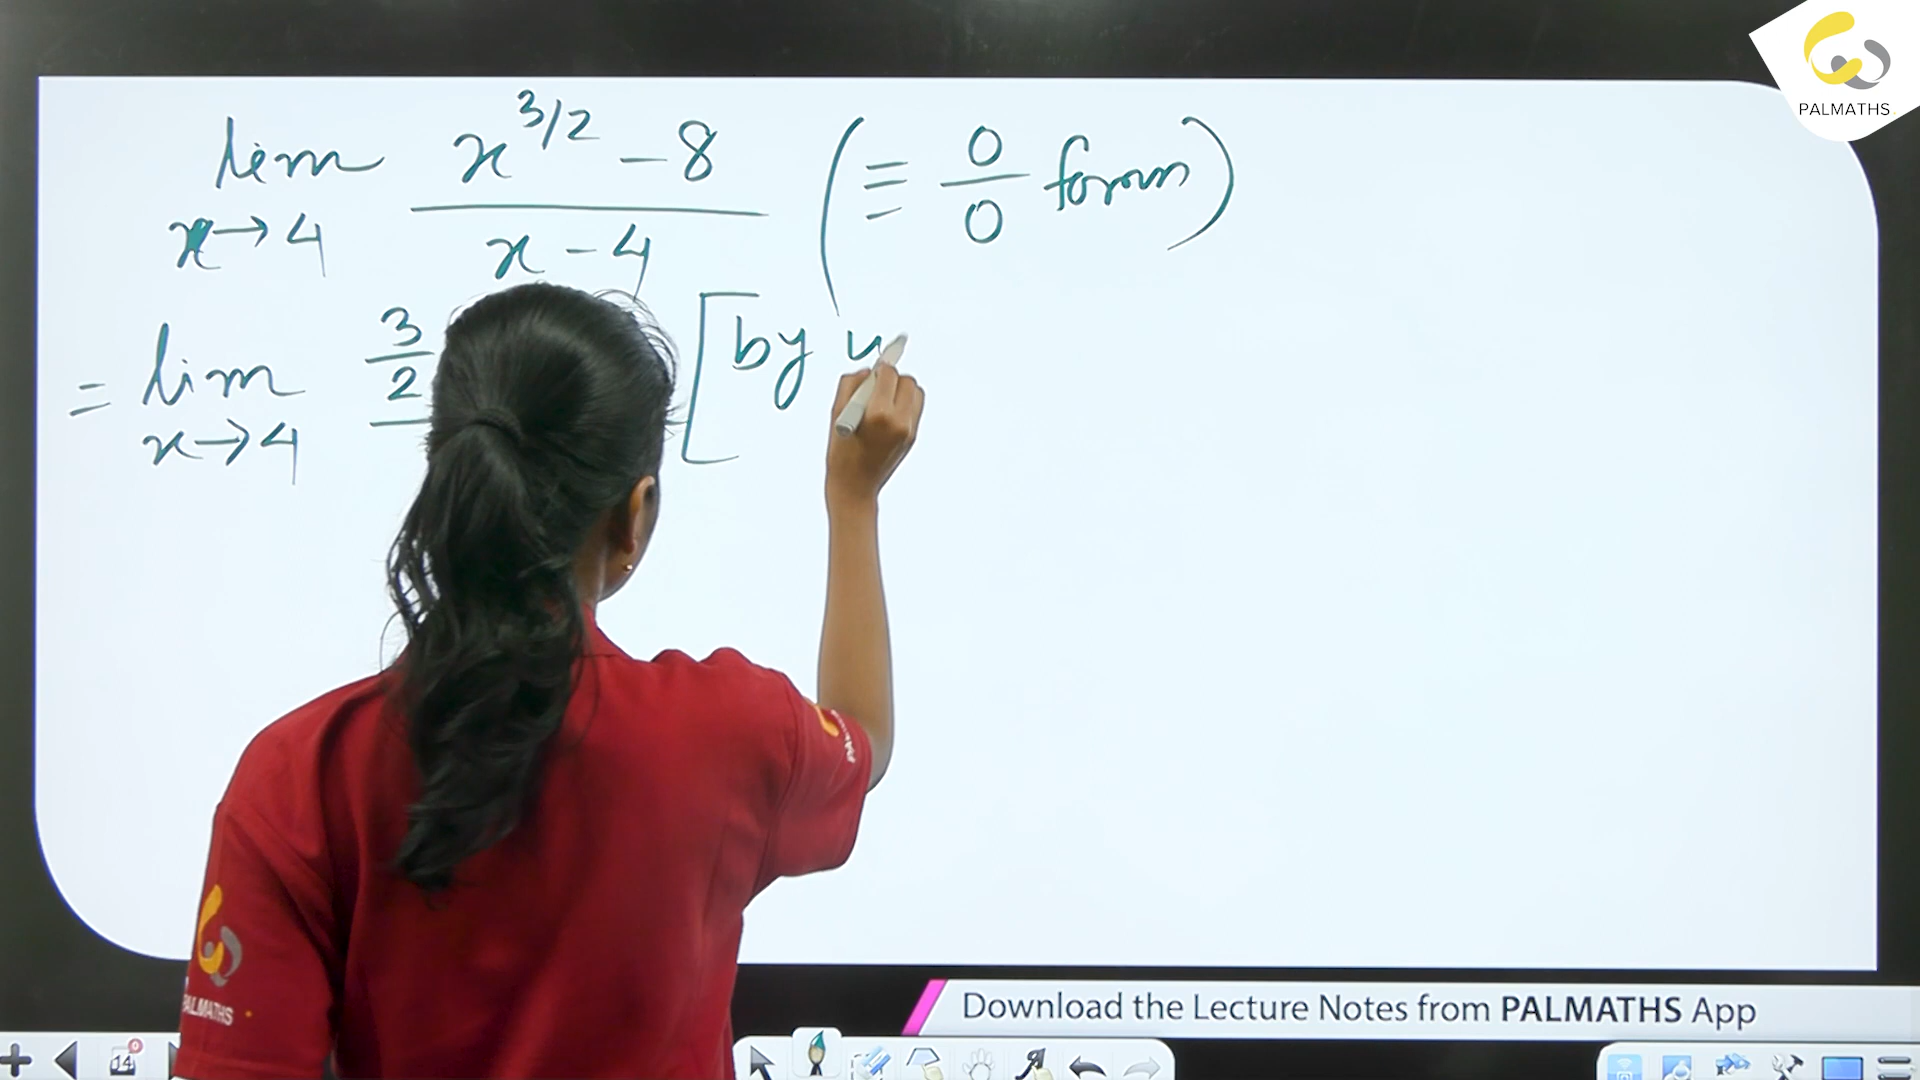 PALMATHS
lim x^{3/2} - 8 (≡ 0/0 form)
x→4 x - 4
= lim 3/2 [by u
x→4
PALMATHS
Download the Lecture Notes from PALMATHS App
14